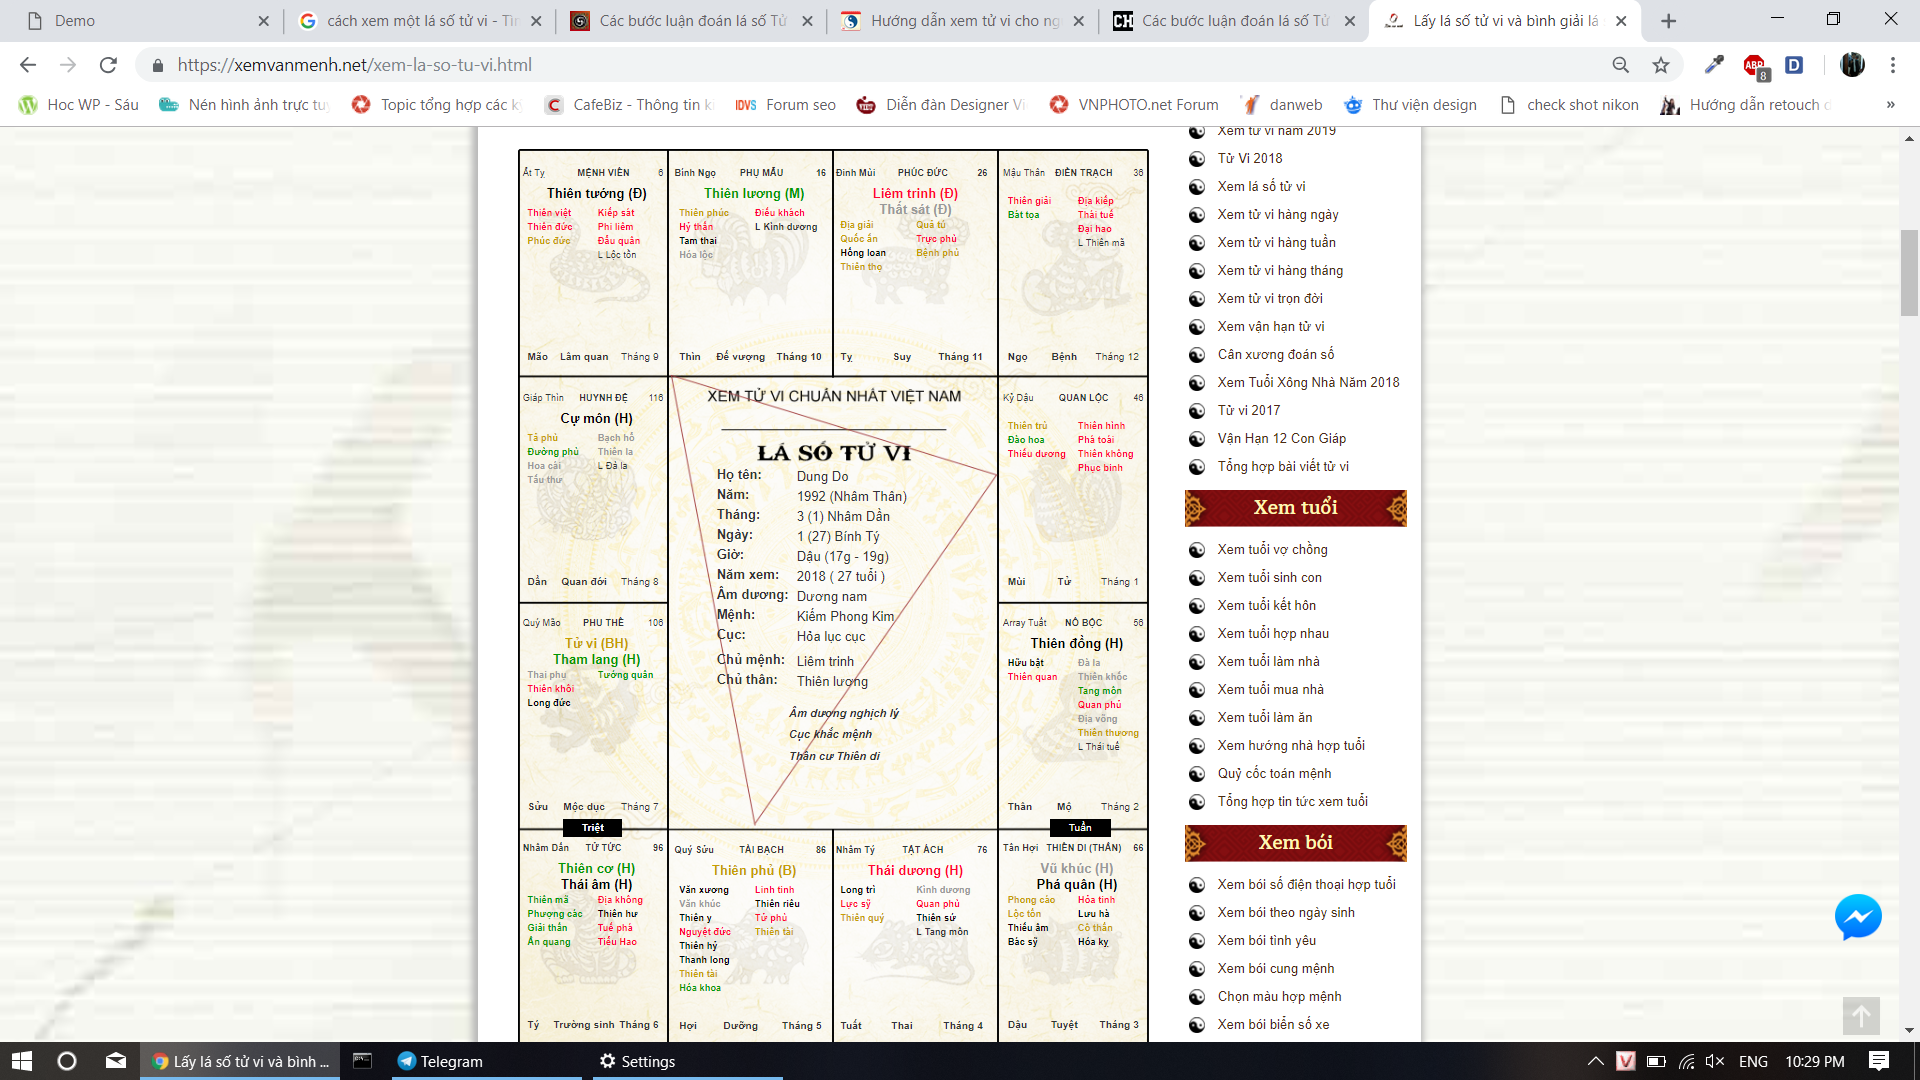 Demo
cách xem một lá số tử vi - Tìn
Các bước luận đoán lá số Tử
Hướng dẫn xem tử vi cho ng
Các bước luận đoán lá số Tử
Lấy lá số tử vi và bình giải lá
https://xemvanmenh.net/xem-la-so-tu-vi.html
ABP 8
Hoc WP - Sáu
Nén hình ảnh trực tu
Topic tổng hợp các k
CafeBiz - Thông tin k
IDVS Forum seo
Diễn đàn Designer Vi
VNPHOTO.net Forum
danweb
Thư viện design
check shot nikon
Hướng dẫn retouch
Ất Tỵ MỆNH VIÊN 6
Thiên tướng (Đ)
Thiên việt Kiếp sát
Thiên đức Phi liêm
Phúc đức Đẩu quân
L Lộc tồn
Mão Lâm quan Tháng 9
Bính Ngọ PHỤ MẪU 16
Thiên lương (M)
Thiên phúc Điếu khách
Hỷ thần L Kình dương
Tam thai
Hóa lộc
Thìn Đế vượng Tháng 10
Đinh Mùi PHÚC ĐỨC 26
Liêm trinh (Đ)
Thất sát (Đ)
Địa giải Quả tú
Quốc ấn Trực phù
Hồng loan Bệnh phù
Thiên thọ
Tỵ Suy Tháng 11
Mậu Thân ĐIỀN TRẠCH 36
Thiên giải Địa kiếp
Bát tọa Thái tuế
Đại hao
L Thiên mã
Ngọ Bệnh Tháng 12
Giáp Thìn HUYNH ĐỆ 116
Cự môn (H)
Tả phù Bạch hổ
Đường phù Thiên la
Hoa cái L Đà la
Tấu thư
Dần Quan đới Tháng 8
XEM TỬ VI CHUẨN NHẤT VIỆT NAM
LÁ SỐ TỬ VI
Họ tên: Dung Do
Năm: 1992 (Nhâm Thân)
Tháng: 3 (1) Nhâm Dần
Ngày: 1 (27) Bính Tý
Giờ: Dậu (17g - 19g)
Năm xem: 2018 ( 27 tuổi )
Âm dương: Dương nam
Mệnh: Kiếm Phong Kim
Cục: Hỏa lục cục
Chủ mệnh: Liêm trinh
Chủ thân: Thiên lương
Âm dương nghịch lý
Cục khắc mệnh
Thân cư Thiên di
Kỷ Dậu QUAN LỘC 46
Thiên trù Thiên hình
Đào hoa Phá toái
Thiếu dương Thiên không
Phục binh
Mùi Tử Tháng 1
Quý Mão PHU THÊ 106
Tử vi (BH)
Tham lang (H)
Thai phụ Tướng quân
Thiên khôi
Long đức
Sửu Mộc dục Tháng 7
Array Tuất NÔ BỘC 56
Thiên đồng (H)
Hữu bật Đà la
Thiên quan Thiên khốc
Tang môn
Quan phủ
Địa võng
Thiên thương
L Thái tuế
Thân Mộ Tháng 2
Triệt
Tuần
Nhâm Dần TỬ TỨC 96
Thiên cơ (H)
Thái âm (H)
Thiên mã Địa không
Phượng các Thiên hư
Giải thần Tuế phá
Ân quang Tiểu Hao
Tý Trường sinh Tháng 6
Quý Sửu TÀI BẠCH 86
Thiên phủ (B)
Văn xương Linh tinh
Văn khúc Thiên riêu
Thiên y Tử phù
Nguyệt đức Thiên tài
Thiên hỷ
Thanh long
Thiên tài
Hóa khoa
Hợi Dưỡng Tháng 5
Nhâm Tý TẬT ÁCH 76
Thái dương (H)
Long trì Kình dương
Lực sỹ Quan phù
Thiên quý Thiên sứ
L Tang môn
Tuất Thai Tháng 4
Tân Hợi THIÊN DI (THÂN) 66
Vũ khúc (H)
Phá quân (H)
Phong cáo Hỏa tinh
Lộc tồn Lưu hà
Thiếu âm Cô thần
Bác sỹ Hóa kỵ
Dậu Tuyệt Tháng 3
Xem tử vi năm 2019
Tử Vi 2018
Xem lá số tử vi
Xem tử vi hàng ngày
Xem tử vi hàng tuần
Xem tử vi hàng tháng
Xem tử vi trọn đời
Xem vận hạn tử vi
Cân xương đoán số
Xem Tuổi Xông Nhà Năm 2018
Tử vi 2017
Vận Hạn 12 Con Giáp
Tổng hợp bài viết tử vi
Xem tuổi
Xem tuổi vợ chồng
Xem tuổi sinh con
Xem tuổi kết hôn
Xem tuổi hợp nhau
Xem tuổi làm nhà
Xem tuổi mua nhà
Xem tuổi làm ăn
Xem hướng nhà hợp tuổi
Quỷ cốc toán mệnh
Tổng hợp tin tức xem tuổi
Xem bói
Xem bói số điện thoại hợp tuổi
Xem bói theo ngày sinh
Xem bói tình yêu
Xem bói cung mệnh
Chọn màu hợp mệnh
Xem bói biển số xe
Lấy lá số tử vi và bình ...
Telegram
Settings
ENG
10:29 PM